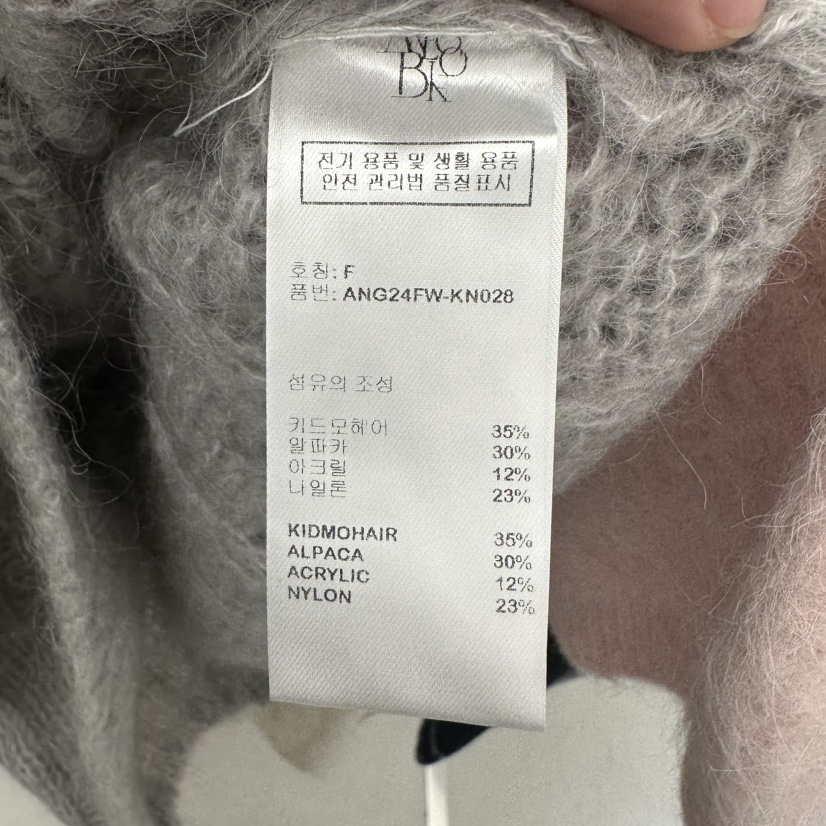 전기 용품 및 생활 용품
안전 관리법 품질표시
호칭: F
품번: ANG24FW-KN028
섬유의 조성
키드모헤어 35%
알파카 30%
아크릴 12%
나일론 23%
KIDMOHAIR 35%
ALPACA 30%
ACRYLIC 12%
NYLON 23%